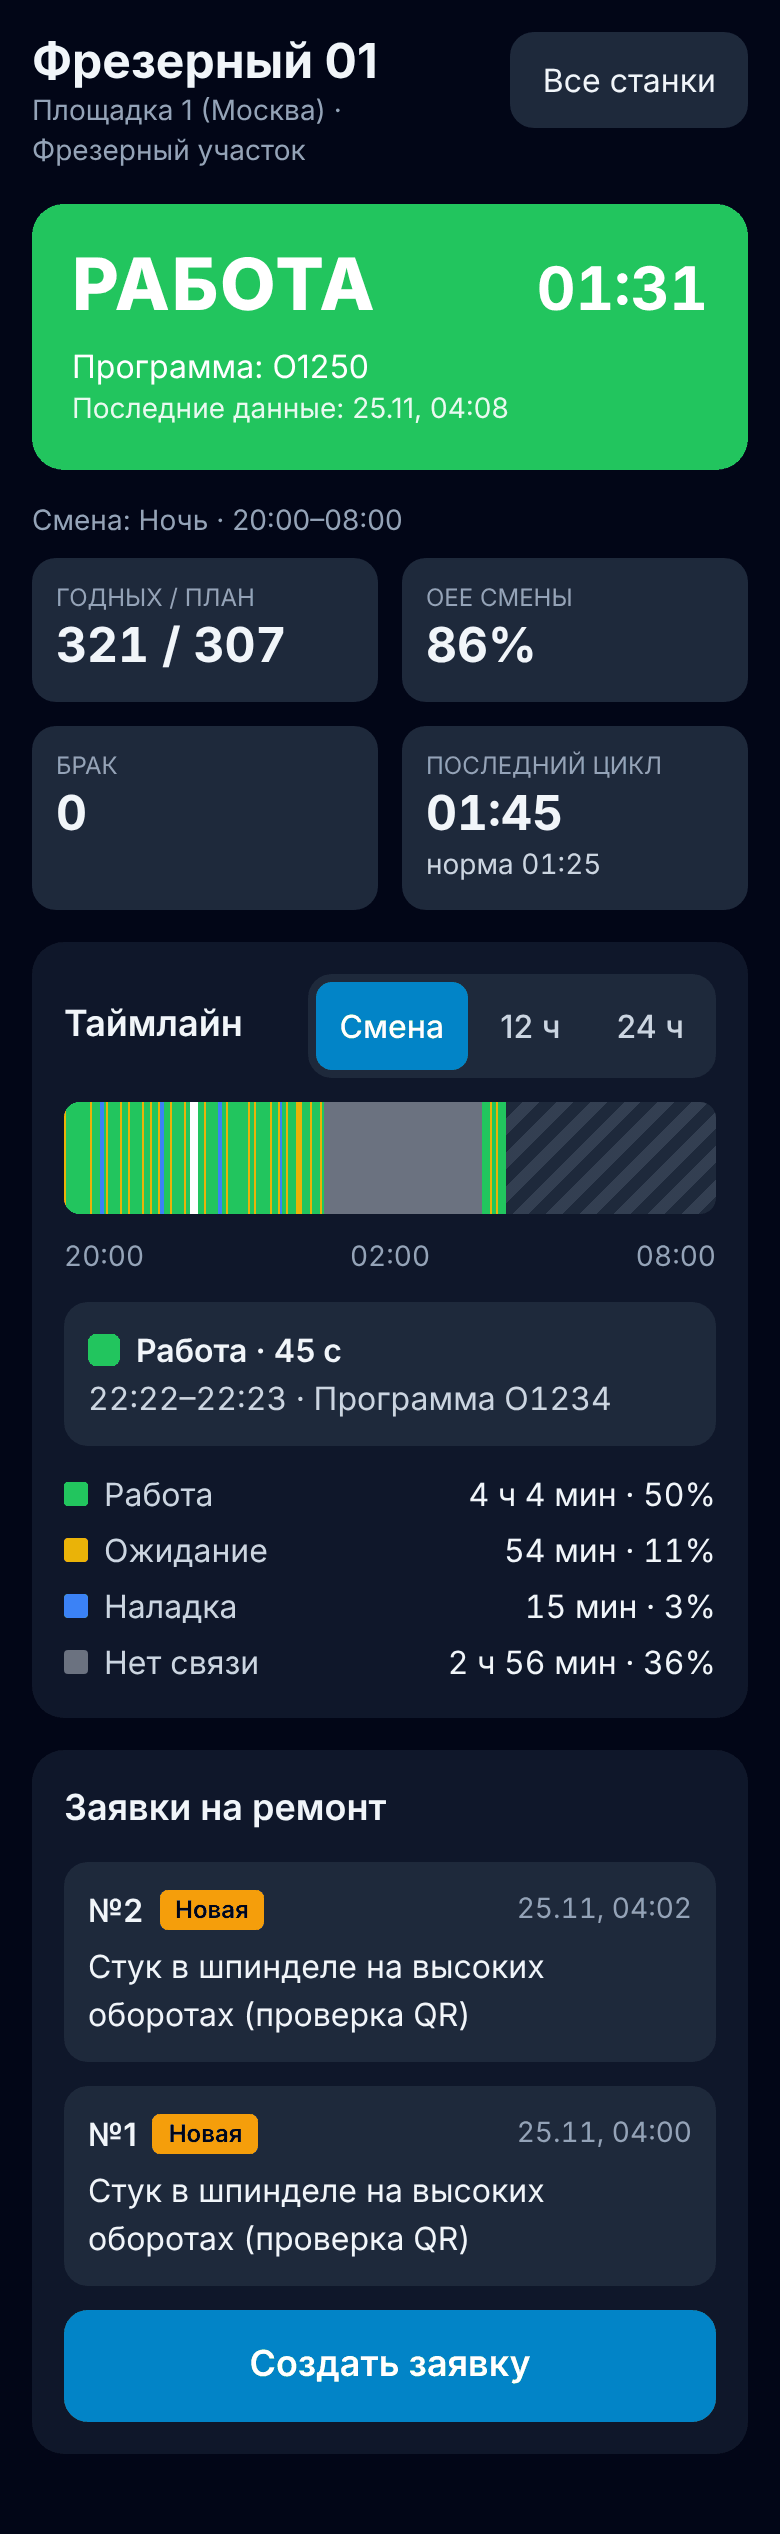 Фрезерный 01
Все станки
Площадка 1 (Москва) ·
Фрезерный участок
РАБОТА
01:31
Программа: O1250
Последние данные: 25.11, 04:08
Смена: Ночь · 20:00–08:00
ГОДНЫХ / ПЛАН
321 / 307
OEE СМЕНЫ
86%
БРАК
0
ПОСЛЕДНИЙ ЦИКЛ
01:45
норма 01:25
Таймлайн
Смена
12 ч
24 ч
20:00
02:00
08:00
Работа · 45 с
22:22–22:23 · Программа O1234
Работа
4 ч 4 мин · 50%
Ожидание
54 мин · 11%
Наладка
15 мин · 3%
Нет связи
2 ч 56 мин · 36%
Заявки на ремонт
№2
Новая
25.11, 04:02
Стук в шпинделе на высоких
оборотах (проверка QR)
№1
Новая
25.11, 04:00
Стук в шпинделе на высоких
оборотах (проверка QR)
Создать заявку